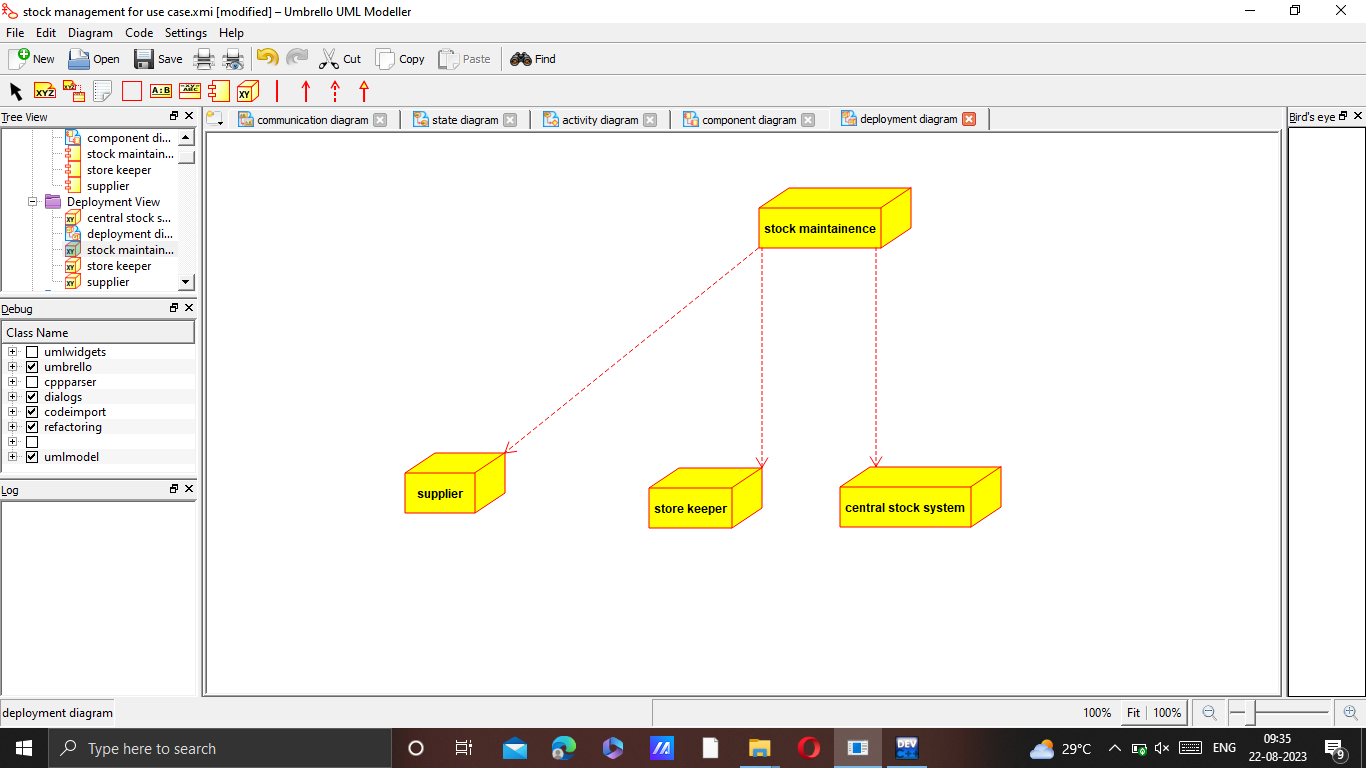 stock management for use case.xmi [modified] – Umbrello UML Modeller
File Edit Diagram Code Settings Help
New Open Save Cut Copy Paste Find
XYZ XYZ A:B ABC XY
Tree View
communication diagram state diagram activity diagram component diagram deployment diagram
Bird's eye
component di...
stock maintain...
store keeper
supplier
Deployment View
central stock s...
deployment di...
stock maintain...
store keeper
supplier
Debug
Class Name
umlwidgets
umbrello
cppparser
dialogs
codeimport
refactoring
umlmodel
Log
stock maintainence
supplier
store keeper
central stock system
deployment diagram
100% Fit 100%
Type here to search
DEV
29°C
ENG
09:35
22-08-2023
9